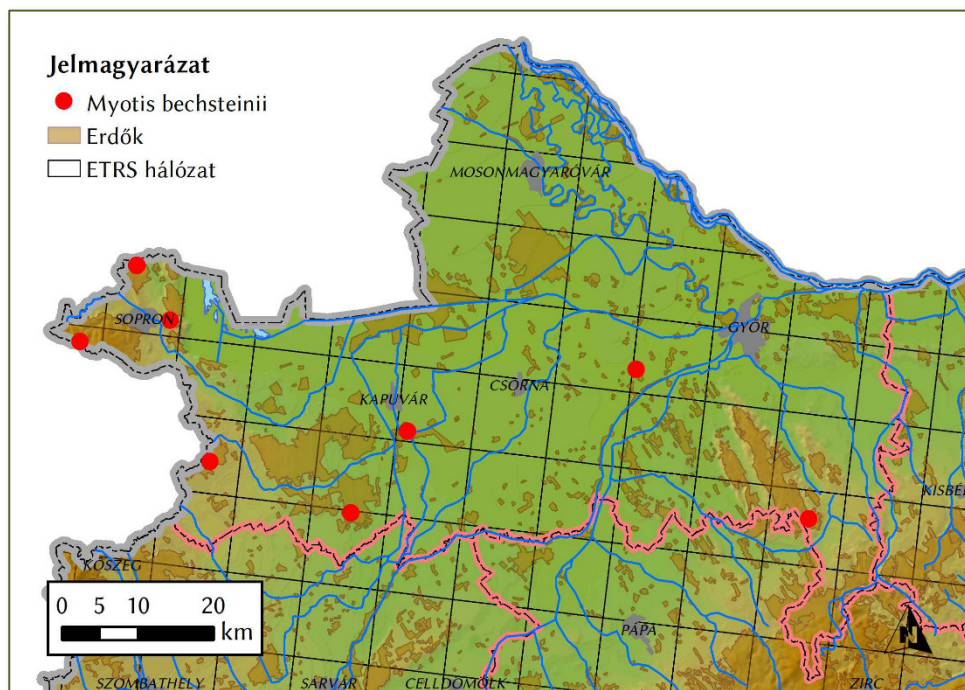 Jelmagyarázat
Myotis bechsteinii
Erdők
ETRS hálózat
MOSONMAGYARÓVÁR
SOPRON
GYŐR
CSORNA
KAPUVÁR
KŐSZEG
0 5 10 20
km
PÁPA
N
SZOMBATHELY
SÁRVÁR
CELLDÖMÖLK
ZIRC